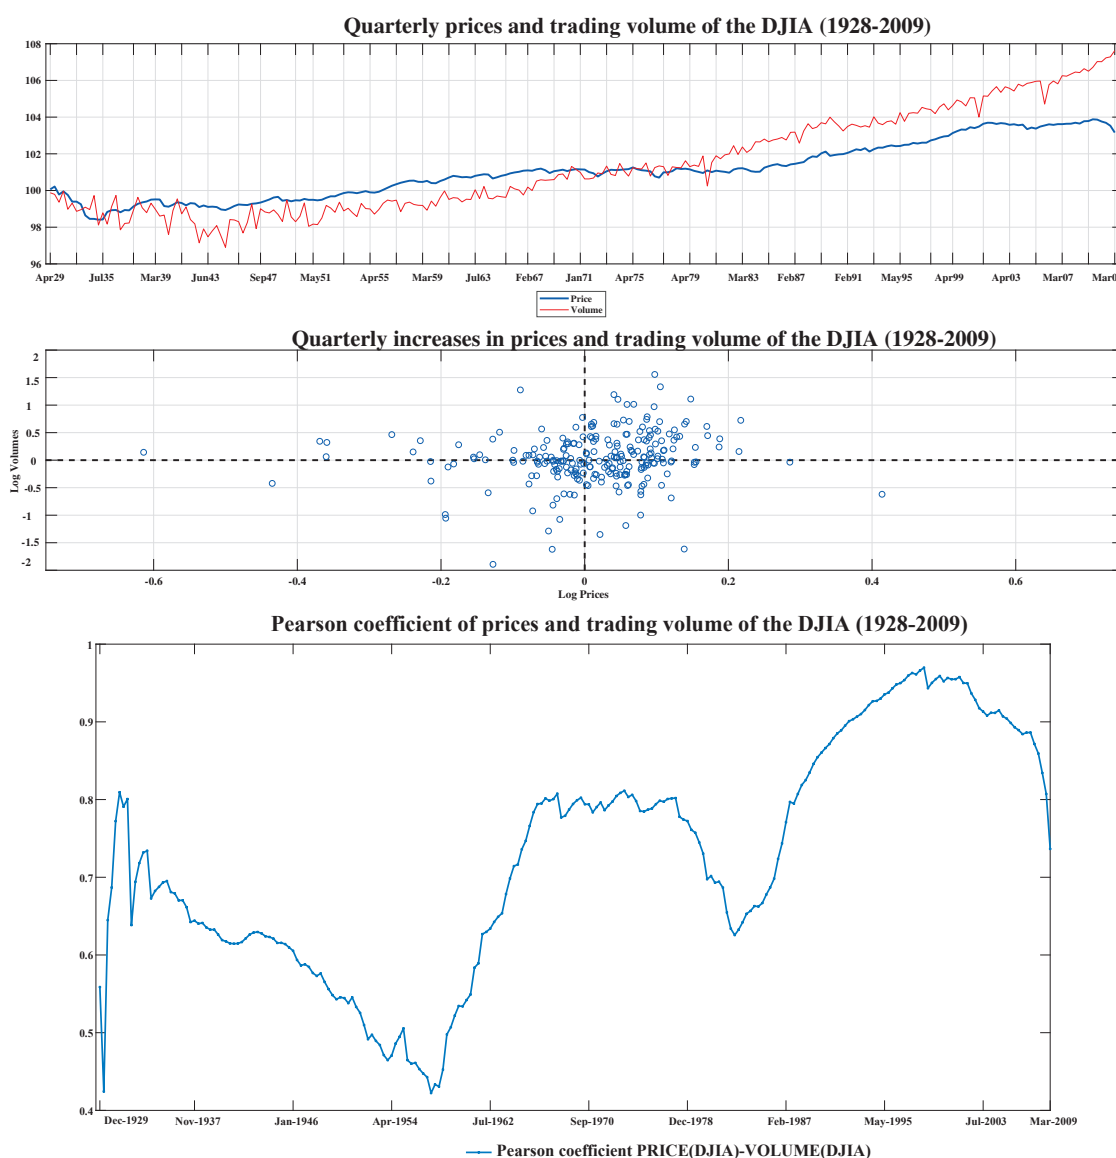 Quarterly prices and trading volume of the DJIA (1928-2009)
108
106
104
102
100
98
96
Apr29 Jul35 Mar39 Jun43 Sep47 May51 Apr55 Mar59 Jul63 Feb67 Jan71 Apr75 Apr79 Mar83 Feb87 Feb91 May95 Apr99 Apr03 Mar07 Mar0
Price
Volume
Quarterly increases in prices and trading volume of the DJIA (1928-2009)
Log Volumes
2
1.5
1
0.5
0
-0.5
-1
-1.5
-2
-0.6 -0.4 -0.2 0 0.2 0.4 0.6
Log Prices
Pearson coefficient of prices and trading volume of the DJIA (1928-2009)
1
0.9
0.8
0.7
0.6
0.5
0.4
Dec-1929 Nov-1937 Jan-1946 Apr-1954 Jul-1962 Sep-1970 Dec-1978 Feb-1987 May-1995 Jul-2003 Mar-2009
Pearson coefficient PRICE(DJIA)-VOLUME(DJIA)